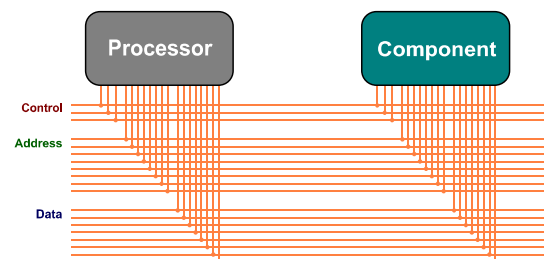 Processor
Component
Control
Address
Data